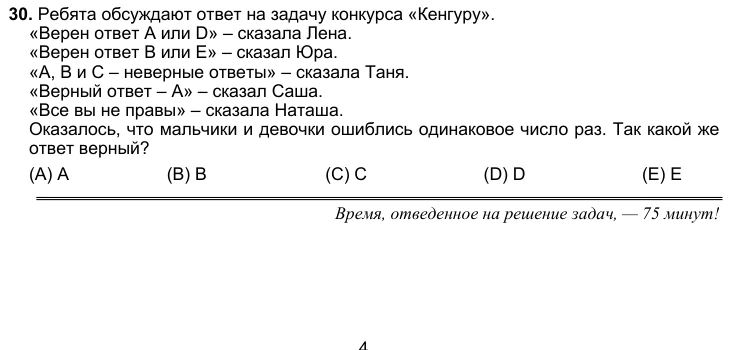 30. Ребята обсуждают ответ на задачу конкурса «Кенгуру».
«Верен ответ A или D» – сказала Лена.
«Верен ответ B или E» – сказал Юра.
«A, B и C – неверные ответы» – сказала Таня.
«Верный ответ – A» – сказал Саша.
«Все вы не правы» – сказала Наташа.
Оказалось, что мальчики и девочки ошиблись одинаковое число раз. Так какой же
ответ верный?
(A) A (B) B (C) C (D) D (E) E
Время, отведенное на решение задач, — 75 минут!
4